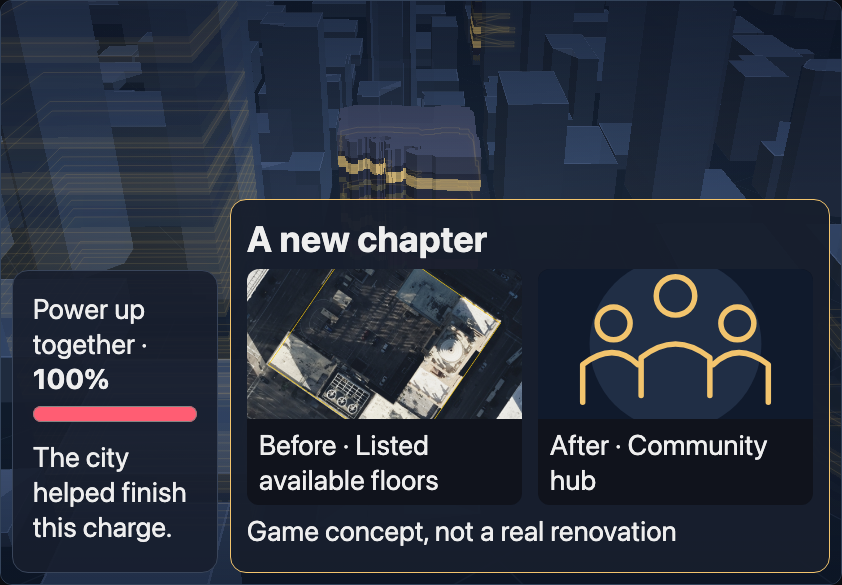 Power up
together ·
100%
The city
helped finish
this charge.
A new chapter
Before · Listed
available floors
After · Community
hub
Game concept, not a real renovation